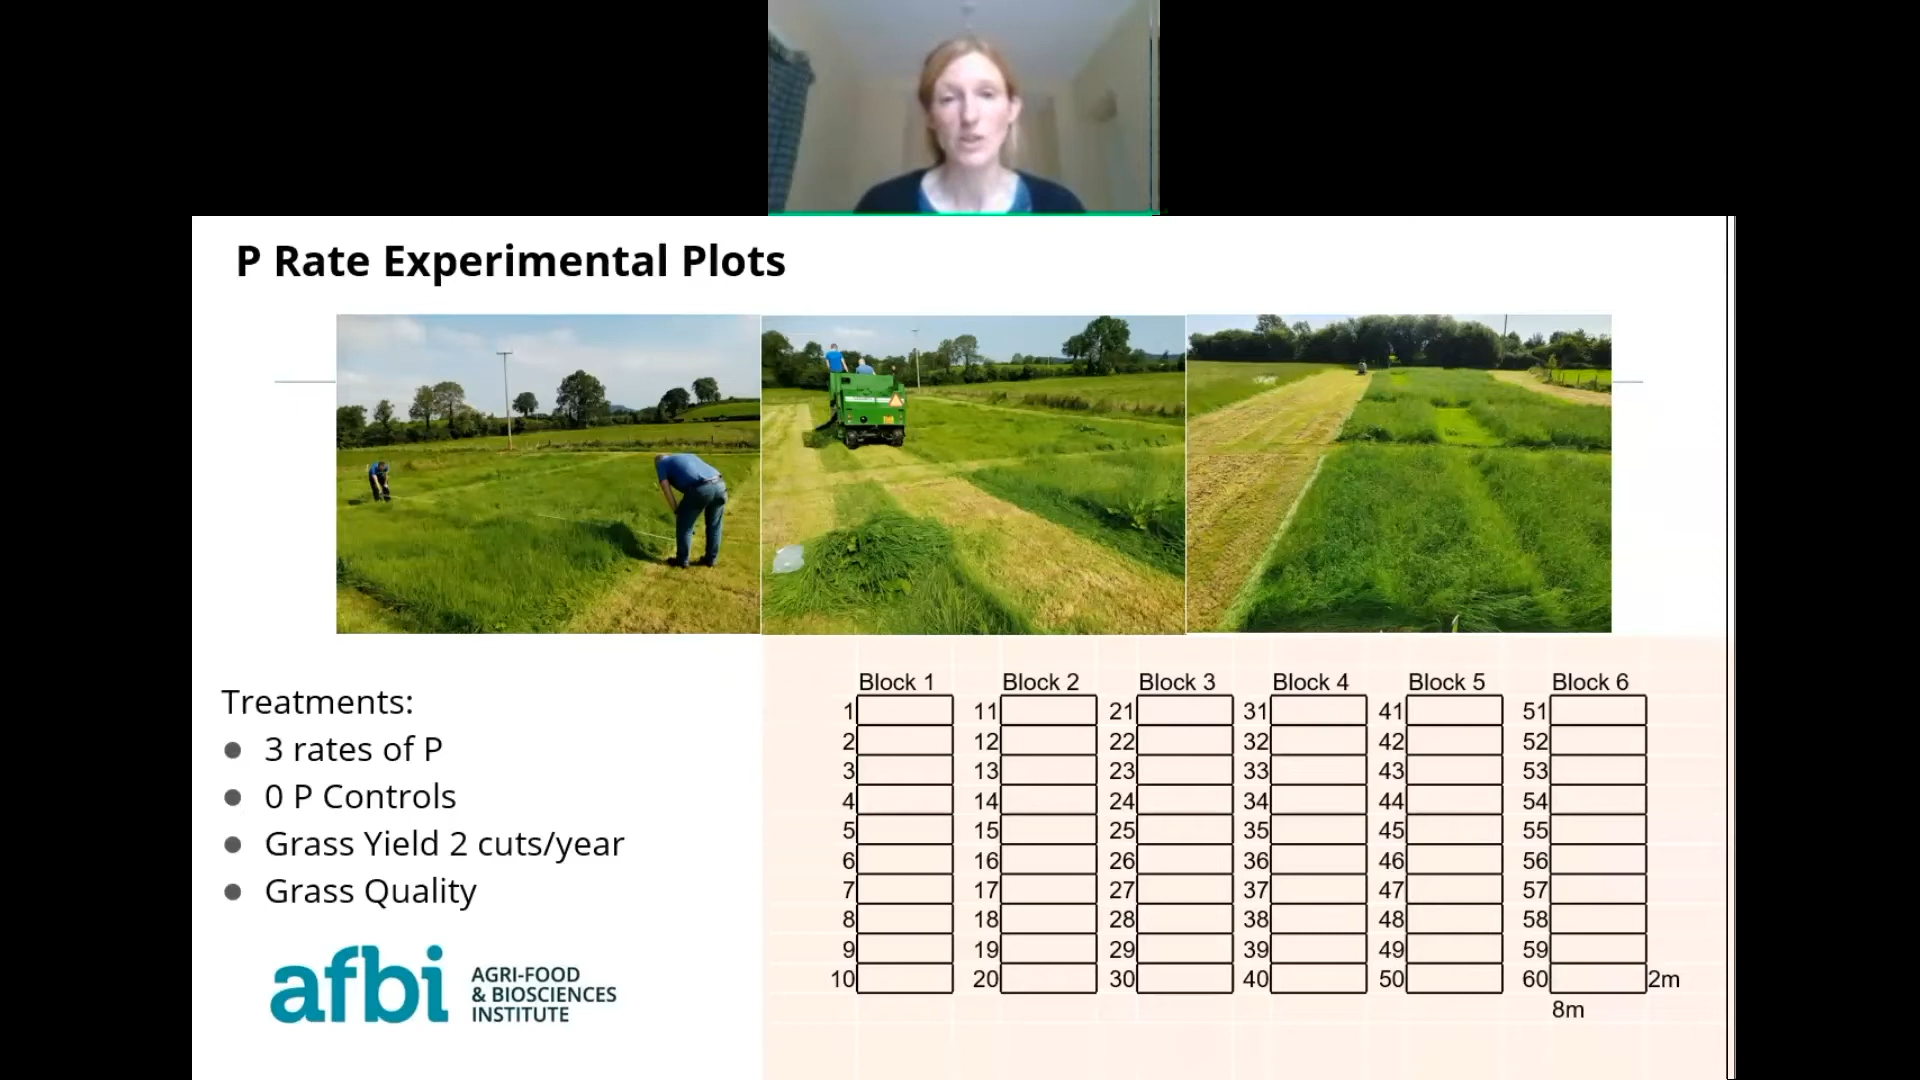 P Rate Experimental Plots
Treatments:
● 3 rates of P
● 0 P Controls
● Grass Yield 2 cuts/year
● Grass Quality
afbi
AGRI-FOOD
& BIOSCIENCES
INSTITUTE
Block 1 Block 2 Block 3 Block 4 Block 5 Block 6
1 11 21 31 41 51
2 12 22 32 42 52
3 13 23 33 43 53
4 14 24 34 44 54
5 15 25 35 45 55
6 16 26 36 46 56
7 17 27 37 47 57
8 18 28 38 48 58
9 19 29 39 49 59
10 20 30 40 50 60 2m
8m